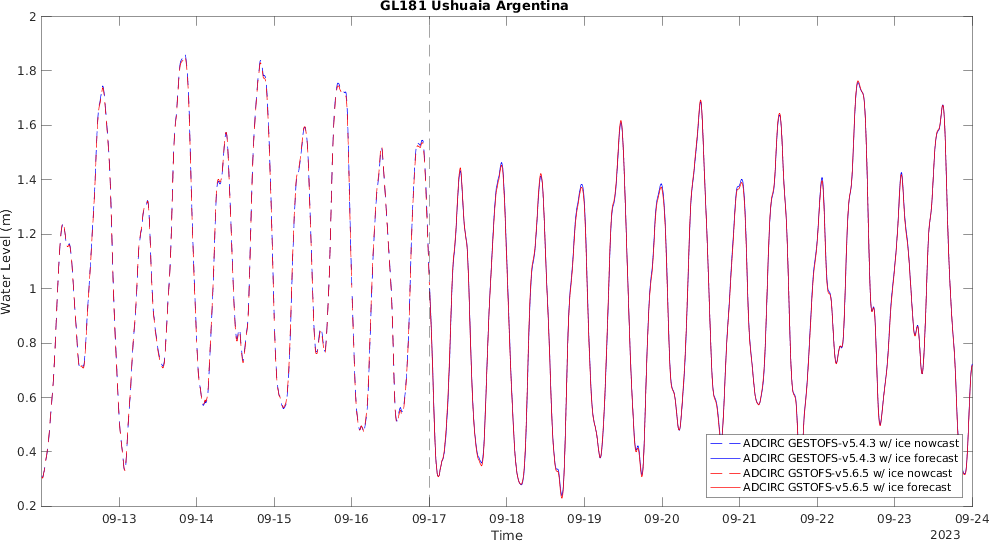 GL181 Ushuaia Argentina
Water Level (m)
2
1.8
1.6
1.4
1.2
1
0.8
0.6
0.4
0.2
ADCIRC GESTOFS-v5.4.3 w/ ice nowcast
ADCIRC GESTOFS-v5.4.3 w/ ice forecast
ADCIRC GSTOFS-v5.6.5 w/ ice nowcast
ADCIRC GSTOFS-v5.6.5 w/ ice forecast
09-13 09-14 09-15 09-16 09-17 09-18 09-19 09-20 09-21 09-22 09-23 09-24
Time
2023